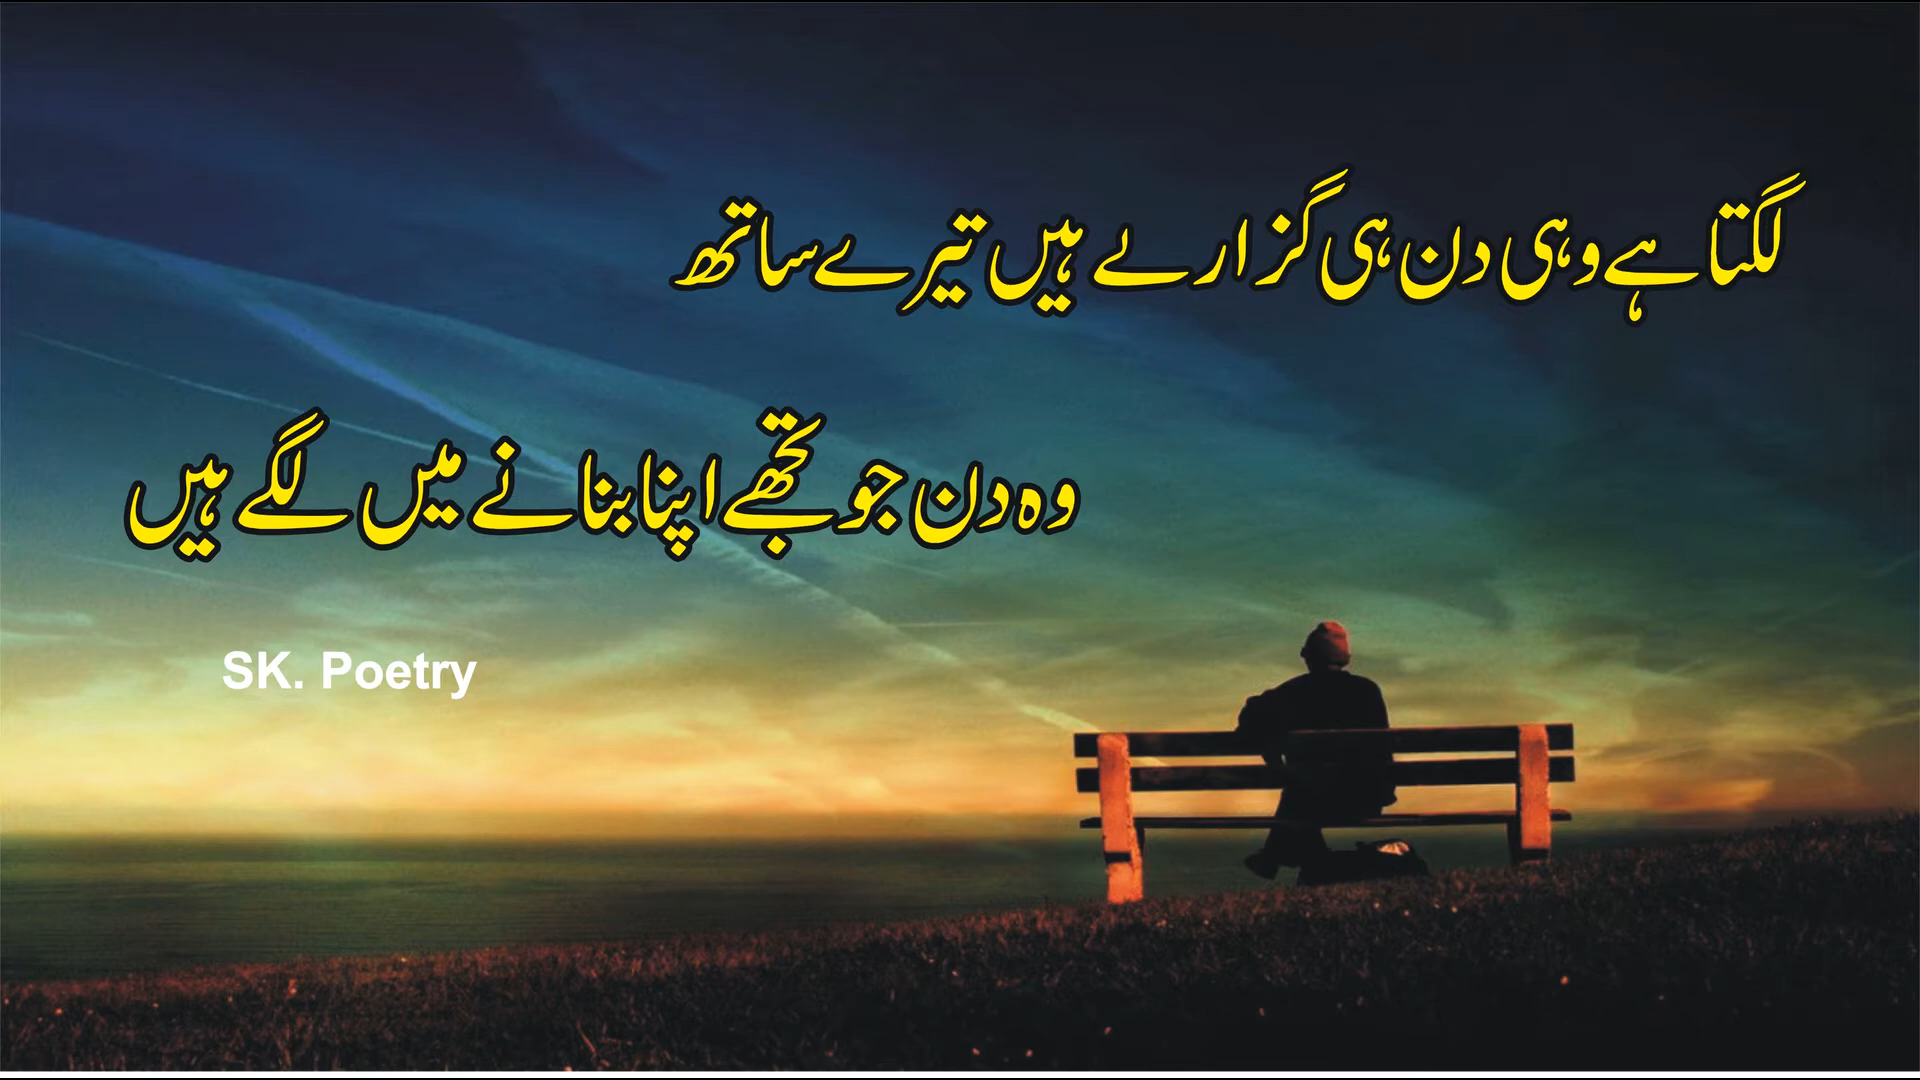 لگتا ہے وہی دن ہی گزارے ہیں تیرے ساتھ
وہ دن جو تجھے اپنا بنانے میں لگے ہیں
SK. Poetry